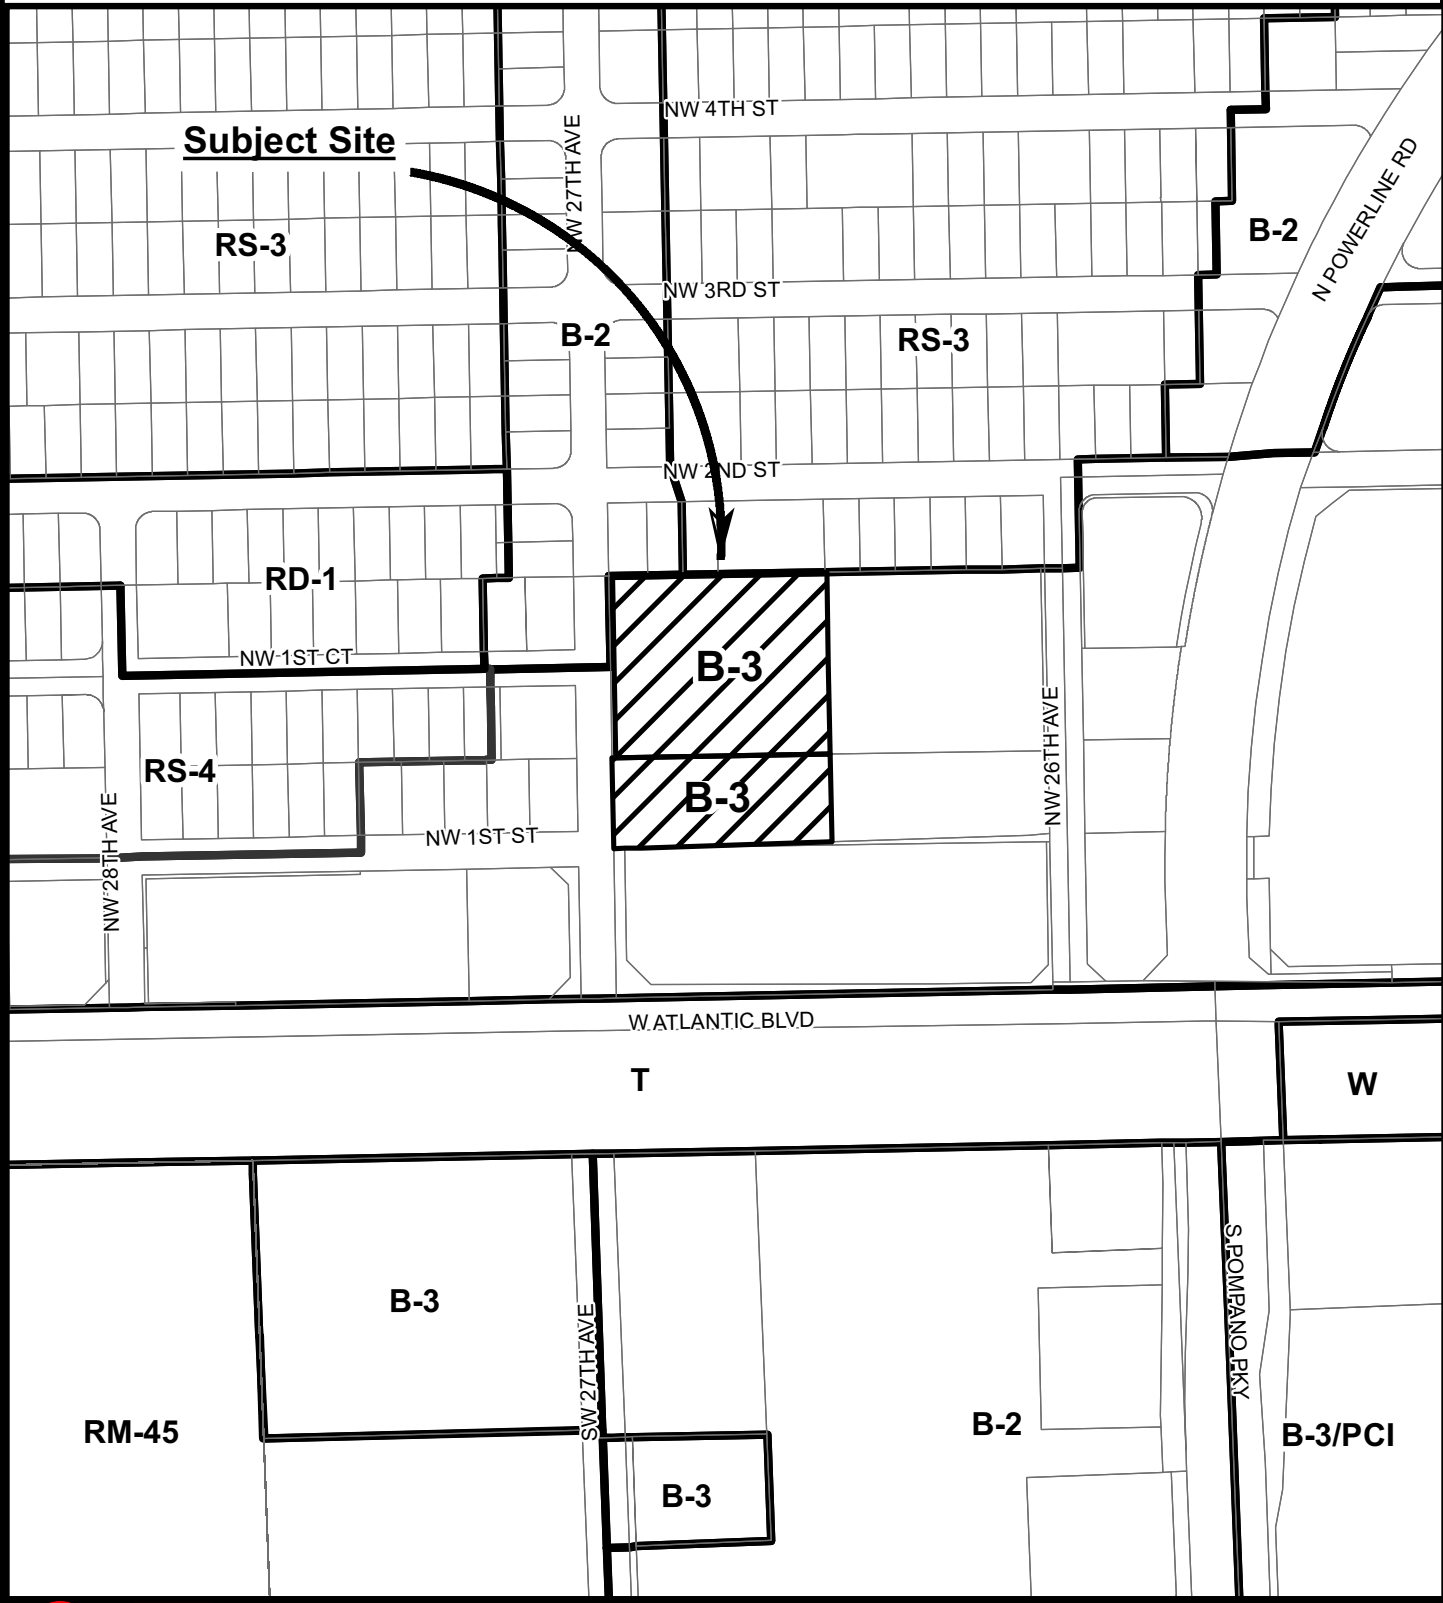 NW 4TH ST
Subject Site
NW 27TH AVE
N POWERLINE RD
RS-3
B-2
NW 3RD ST
B-2
RS-3
NW 2ND ST
RD-1
NW 1ST CT
B-3
NW 26TH AVE
RS-4
B-3
NW 28TH AVE
NW 1ST ST
W ATLANTIC BLVD
T
W
S POMPANO PKY
B-3
SW 27TH AVE
RM-45
B-2
B-3/PCI
B-3